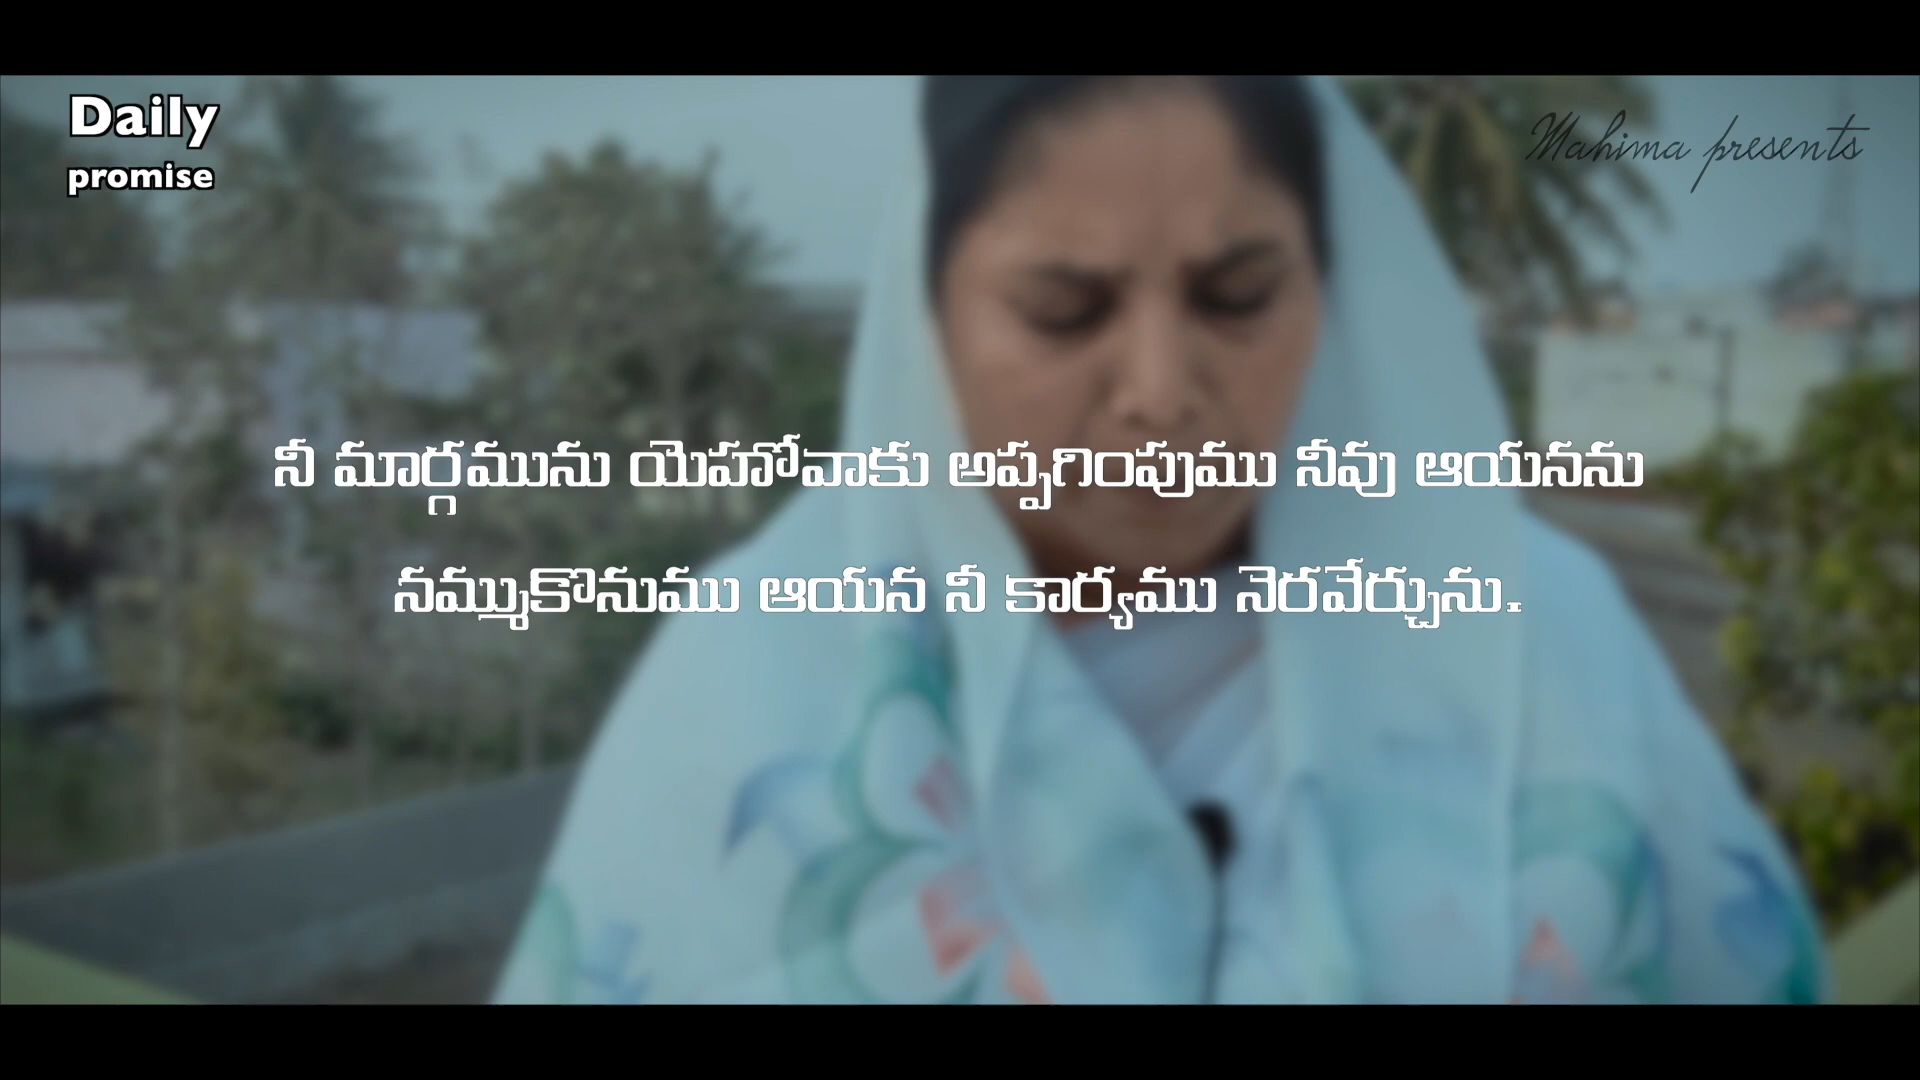 Daily
promise
Mahima presents
నీ మార్గమును యెహోవాకు అప్పగింపుము నీవు ఆయనను
నమ్ముకొనుము ఆయన నీ కార్యము నెరవేర్చును.